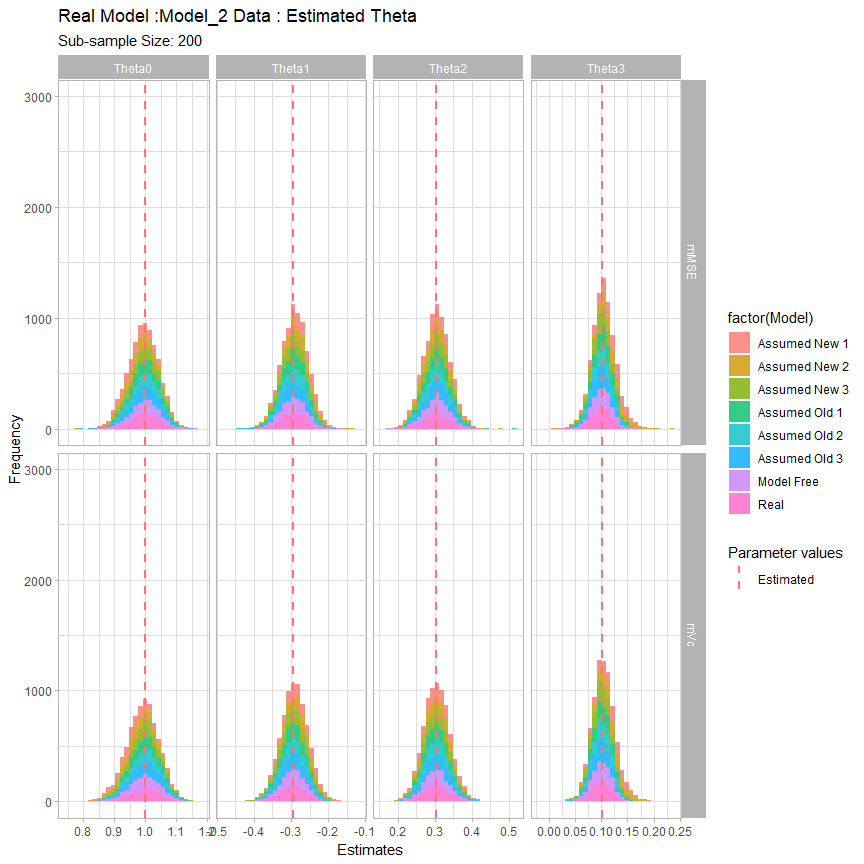 Real Model :Model_2 Data : Estimated Theta
Sub-sample Size: 200
Theta0 Theta1 Theta2 Theta3
3000
2000
1000
0
mMSE
3000
2000
1000
0
mVc
Frequency
0.8 0.9 1.0 1.1 1.2
-0.5 -0.4 -0.3 -0.2 -0.1
0.2 0.3 0.4 0.5
0.00 0.05 0.10 0.15 0.20 0.25
Estimates
factor(Model)
Assumed New 1
Assumed New 2
Assumed New 3
Assumed Old 1
Assumed Old 2
Assumed Old 3
Model Free
Real
Parameter values
Estimated